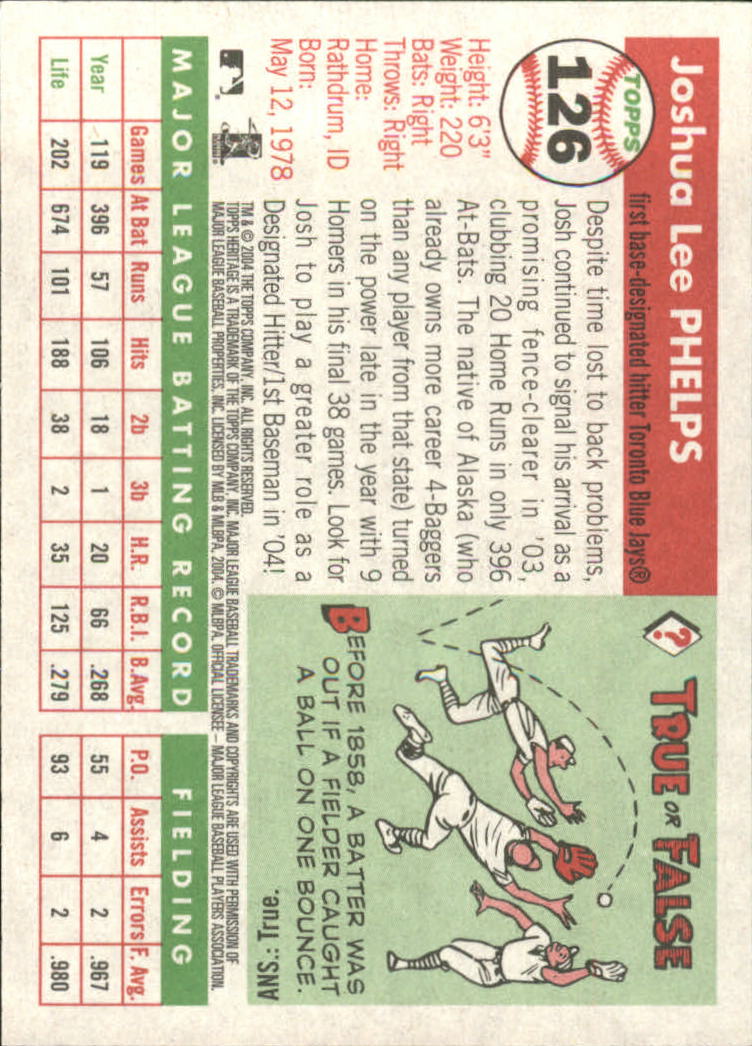 Joshua Lee PHELPS
first base-designated hitter Toronto Blue Jays®
TOPPS
126
Height: 6'3"
Weight: 220
Bats: Right
Throws: Right
Home:
Rathdrum, ID
Born:
May 12, 1978
Despite time lost to back problems,
Josh continued to signal his arrival as a
promising fence-clearer in '03,
clubbing 20 Home Runs in only 396
At-Bats. The native of Alaska (who
already owns more career 4-Baggers
than any player from that state) turned
on the power late in the year with 9
Homers in his final 38 games. Look for
Josh to play a greater role as a
Designated Hitter/1st Baseman in '04!
?
TRUE OR FALSE
BEFORE 1858, A BATTER WAS
OUT IF A FIELDER CAUGHT
A BALL ON ONE BOUNCE.
ANS.: True.
TM & © 2004 THE TOPPS COMPANY, INC. ALL RIGHTS RESERVED.
TOPPS HERITAGE IS A TRADEMARK OF THE TOPPS COMPANY, INC. MAJOR LEAGUE BASEBALL TRADEMARKS AND COPYRIGHTS ARE USED WITH PERMISSION OF
MAJOR LEAGUE BASEBALL PROPERTIES, INC. LICENSED BY MLB & MLBPA, 2004. © MLBPA. OFFICIAL LICENSEE – MAJOR LEAGUE BASEBALL PLAYERS ASSOCIATION.
MAJOR LEAGUE BATTING RECORD FIELDING
Games At Bat Runs Hits 2b 3b H.R. R.B.I. B.Avg. P.O. Assists Errors F. Avg.
Year 119 396 57 106 18 1 20 66 .268 55 4 2 .967
Life 202 674 101 188 38 2 35 125 .279 93 6 2 .980